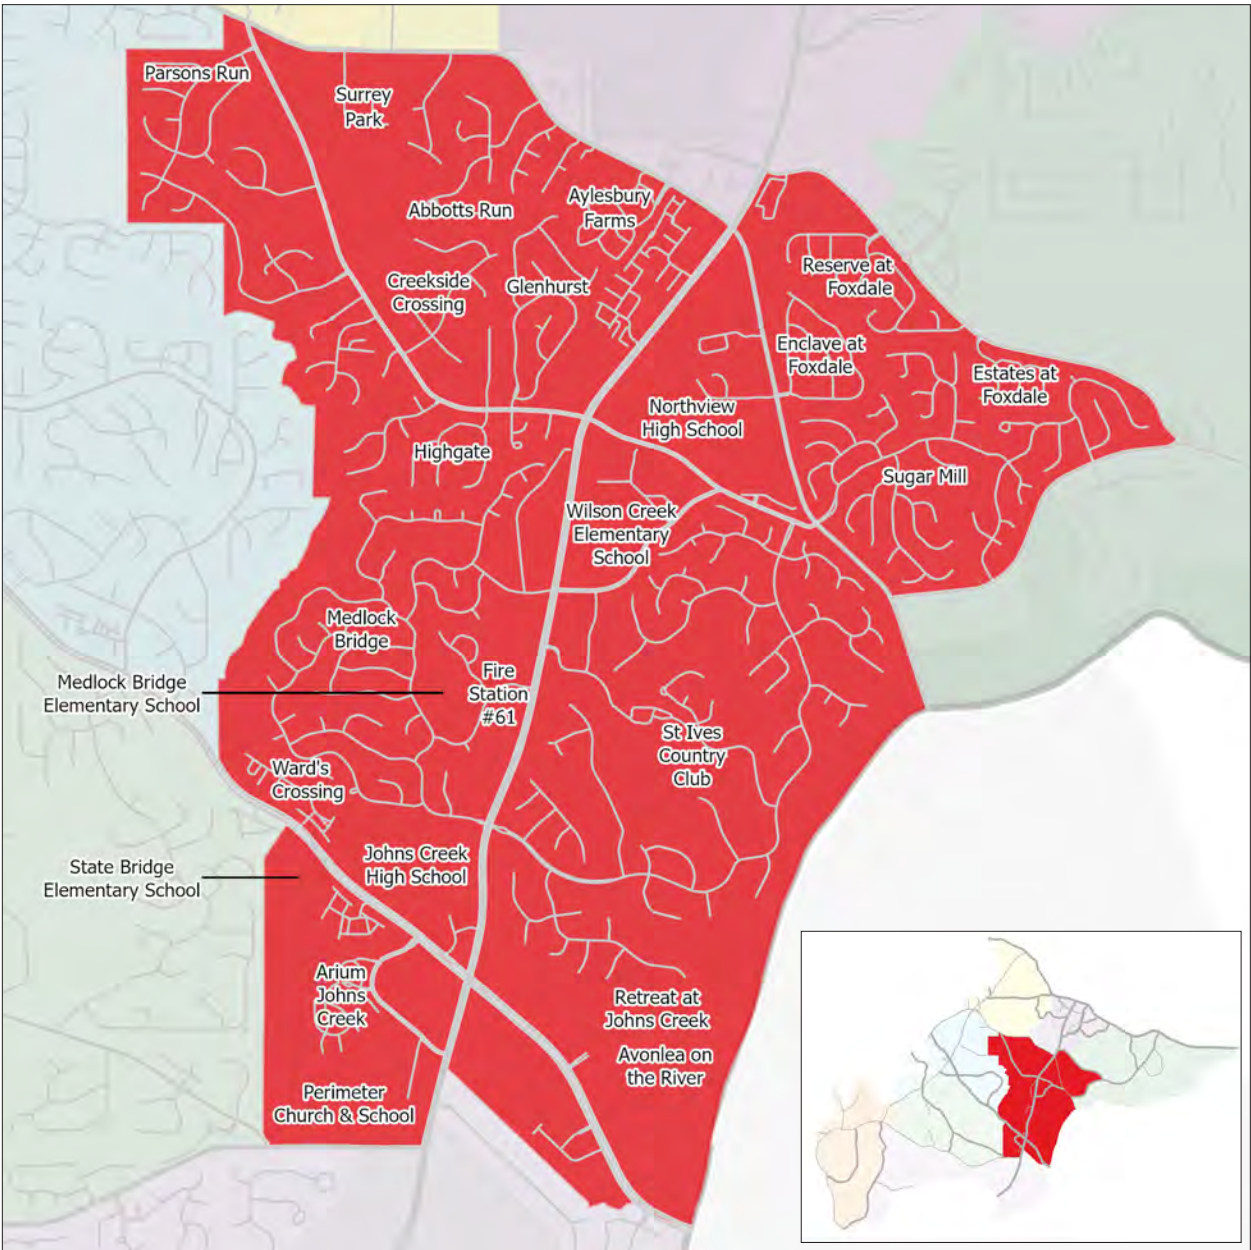 Parsons Run
Surrey
Park
Abbotts Run
Aylesbury
Farms
Creekside
Crossing
Glenhurst
Reserve at
Foxdale
Enclave at
Foxdale
Estates at
Foxdale
Northview
High School
Highgate
Sugar Mill
Wilson Creek
Elementary
School
Medlock
Bridge
Medlock Bridge
Elementary School
Fire
Station
#61
St Ives
Country
Club
Ward's
Crossing
Johns Creek
High School
State Bridge
Elementary School
Arium
Johns
Creek
Retreat at
Johns Creek
Avonlea on
the River
Perimeter
Church & School